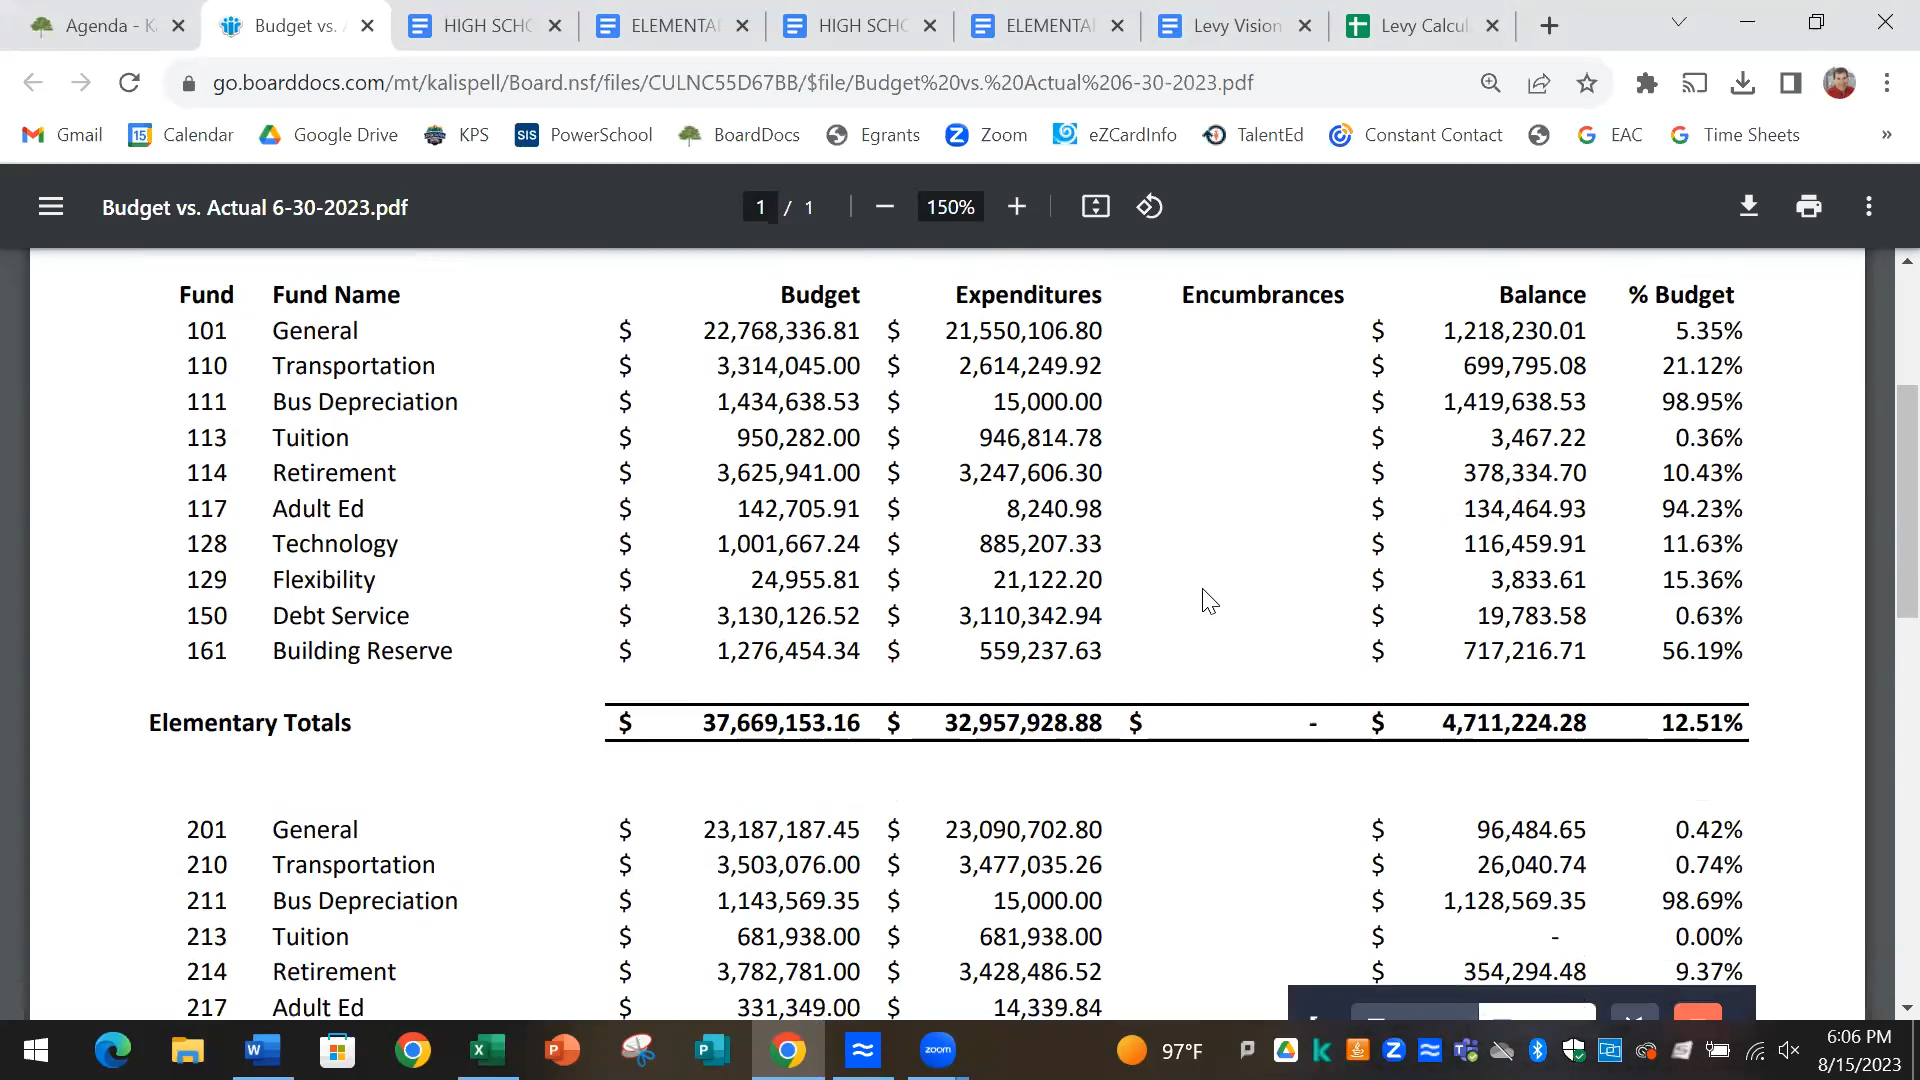 Agenda - K
Budget vs.
HIGH SCHO
ELEMENTAI
HIGH SCHO
ELEMENTAI
Levy Vision
Levy Calcul
go.boarddocs.com/mt/kalispell/Board.nsf/files/CULNC55D67BB/$file/Budget%20vs.%20Actual%206-30-2023.pdf
Gmail
15 Calendar
Google Drive
KPS
SIS PowerSchool
BoardDocs
Egrants
Zoom
eZCardInfo
TalentEd
Constant Contact
EAC
Time Sheets
»
Budget vs. Actual 6-30-2023.pdf
1 / 1
150%
Fund Fund Name Budget Expenditures Encumbrances Balance % Budget
101 General $ 22,768,336.81 $ 21,550,106.80 $ 1,218,230.01 5.35%
110 Transportation $ 3,314,045.00 $ 2,614,249.92 $ 699,795.08 21.12%
111 Bus Depreciation $ 1,434,638.53 $ 15,000.00 $ 1,419,638.53 98.95%
113 Tuition $ 950,282.00 $ 946,814.78 $ 3,467.22 0.36%
114 Retirement $ 3,625,941.00 $ 3,247,606.30 $ 378,334.70 10.43%
117 Adult Ed $ 142,705.91 $ 8,240.98 $ 134,464.93 94.23%
128 Technology $ 1,001,667.24 $ 885,207.33 $ 116,459.91 11.63%
129 Flexibility $ 24,955.81 $ 21,122.20 $ 3,833.61 15.36%
150 Debt Service $ 3,130,126.52 $ 3,110,342.94 $ 19,783.58 0.63%
161 Building Reserve $ 1,276,454.34 $ 559,237.63 $ 717,216.71 56.19%
Elementary Totals $ 37,669,153.16 $ 32,957,928.88 $ - $ 4,711,224.28 12.51%
201 General $ 23,187,187.45 $ 23,090,702.80 $ 96,484.65 0.42%
210 Transportation $ 3,503,076.00 $ 3,477,035.26 $ 26,040.74 0.74%
211 Bus Depreciation $ 1,143,569.35 $ 15,000.00 $ 1,128,569.35 98.69%
213 Tuition $ 681,938.00 $ 681,938.00 $ - 0.00%
214 Retirement $ 3,782,781.00 $ 3,428,486.52 $ 354,294.48 9.37%
217 Adult Ed $ 331,349.00 $ 14,339.84
zoom
97°F
6:06 PM
8/15/2023